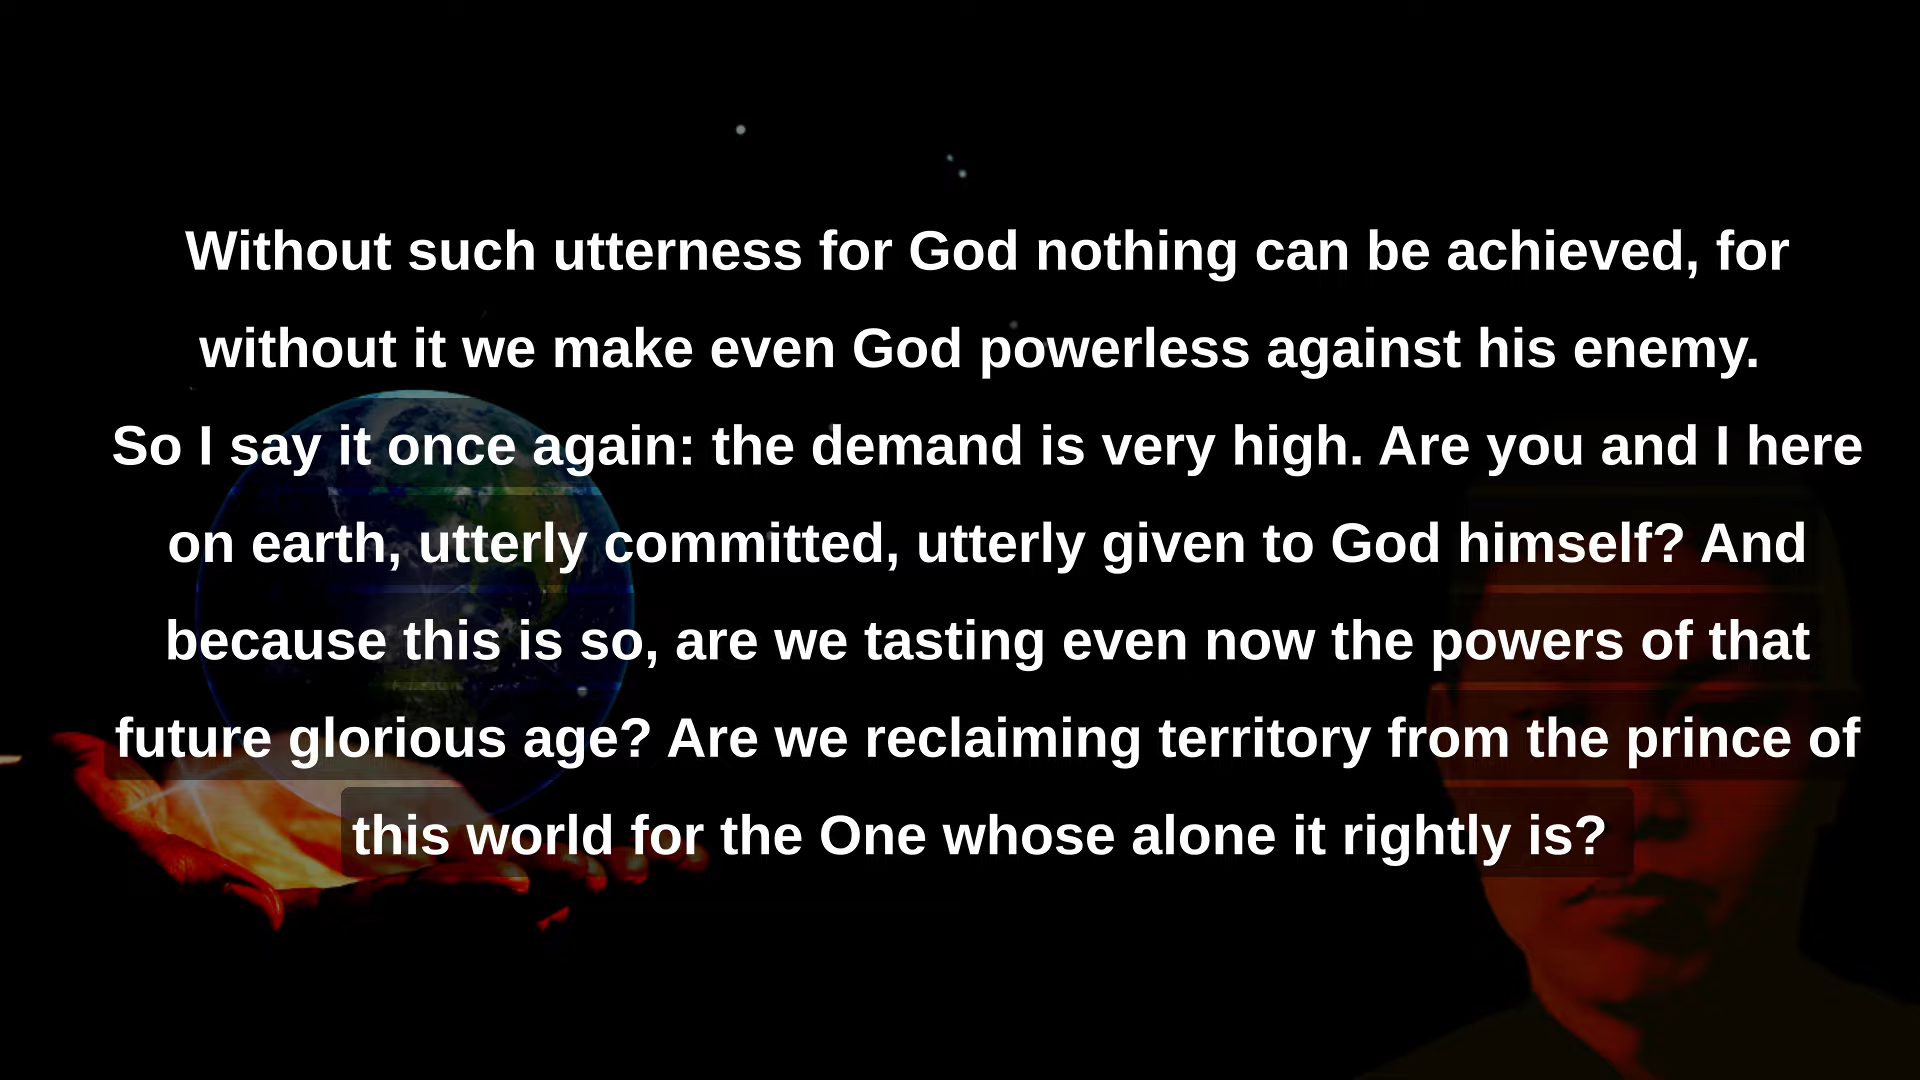 Without such utterness for God nothing can be achieved, for
without it we make even God powerless against his enemy.
So I say it once again: the demand is very high. Are you and I here
on earth, utterly committed, utterly given to God himself? And
because this is so, are we tasting even now the powers of that
future glorious age? Are we reclaiming territory from the prince of
this world for the One whose alone it rightly is?